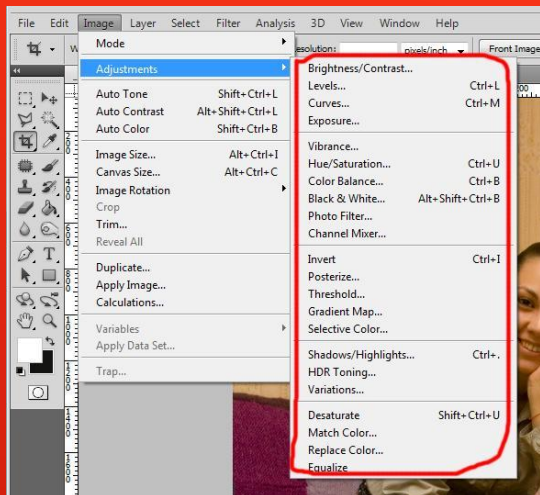 File Edit Image Layer Select Filter Analysis 3D View Window Help
pixels/inch Front Image
Mode
Adjustments
Auto Tone Shift+Ctrl+L
Auto Contrast Alt+Shift+Ctrl+L
Auto Color Shift+Ctrl+B
Image Size... Alt+Ctrl+I
Canvas Size... Alt+Ctrl+C
Image Rotation
Crop
Trim...
Reveal All
Duplicate...
Apply Image...
Calculations...
Variables
Apply Data Set...
Trap...
Brightness/Contrast...
Levels... Ctrl+L
Curves... Ctrl+M
Exposure...
Vibrance...
Hue/Saturation... Ctrl+U
Color Balance... Ctrl+B
Black & White... Alt+Shift+Ctrl+B
Photo Filter...
Channel Mixer...
Invert Ctrl+I
Posterize...
Threshold...
Gradient Map...
Selective Color...
Shadows/Highlights... Ctrl+.
HDR Toning...
Variations...
Desaturate Shift+Ctrl+U
Match Color...
Replace Color...
Equalize